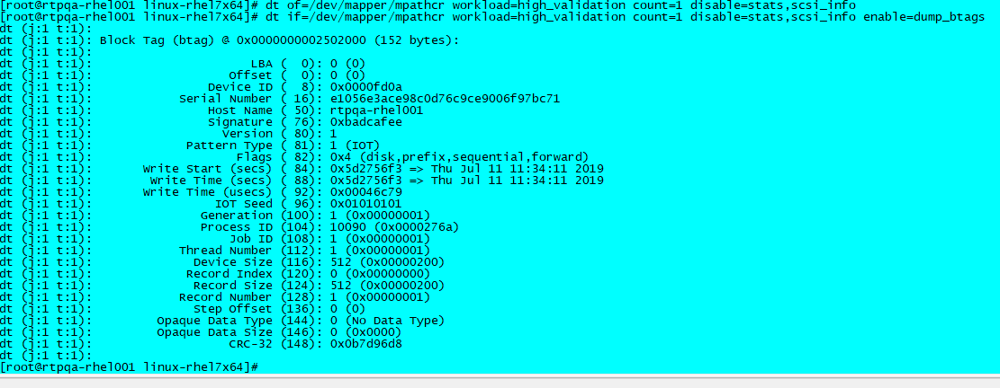 [root@rtpqa-rhel001 linux-rhel7x64]# dt of=/dev/mapper/mpathcr workload=high_validation count=1 disable=stats,scsi_info
[root@rtpqa-rhel001 linux-rhel7x64]# dt if=/dev/mapper/mpathcr workload=high_validation count=1 disable=stats,scsi_info enable=dump_btags
dt (j:1 t:1):
dt (j:1 t:1): Block Tag (btag) @ 0x0000000002502000 (152 bytes):
dt (j:1 t:1):
dt (j:1 t:1):                      LBA (  0): 0 (0)
dt (j:1 t:1):                   Offset (  0): 0 (0)
dt (j:1 t:1):                Device ID (  8): 0x0000fd0a
dt (j:1 t:1):            Serial Number ( 16): e1056e3ace98c0d76c9ce9006f97bc71
dt (j:1 t:1):                Host Name ( 50): rtpqa-rhel001
dt (j:1 t:1):                Signature ( 76): 0xbadcafee
dt (j:1 t:1):                  Version ( 80): 1
dt (j:1 t:1):             Pattern Type ( 81): 1 (IOT)
dt (j:1 t:1):                    Flags ( 82): 0x4 (disk,prefix,sequential,forward)
dt (j:1 t:1):       Write Start (secs) ( 84): 0x5d2756f3 => Thu Jul 11 11:34:11 2019
dt (j:1 t:1):        Write Time (secs) ( 88): 0x5d2756f3 => Thu Jul 11 11:34:11 2019
dt (j:1 t:1):       Write Time (usecs) ( 92): 0x00046c79
dt (j:1 t:1):                 IOT Seed ( 96): 0x01010101
dt (j:1 t:1):               Generation (100): 1 (0x00000001)
dt (j:1 t:1):               Process ID (104): 10090 (0x0000276a)
dt (j:1 t:1):                   Job ID (108): 1 (0x00000001)
dt (j:1 t:1):            Thread Number (112): 1 (0x00000001)
dt (j:1 t:1):              Device Size (116): 512 (0x00000200)
dt (j:1 t:1):             Record Index (120): 0 (0x00000000)
dt (j:1 t:1):              Record Size (124): 512 (0x00000200)
dt (j:1 t:1):            Record Number (128): 1 (0x00000001)
dt (j:1 t:1):              Step Offset (136): 0 (0)
dt (j:1 t:1):         Opaque Data Type (144): 0 (No Data Type)
dt (j:1 t:1):         Opaque Data Size (146): 0 (0x0000)
dt (j:1 t:1):                   CRC-32 (148): 0x0b7d96d8
dt (j:1 t:1):
[root@rtpqa-rhel001 linux-rhel7x64]#